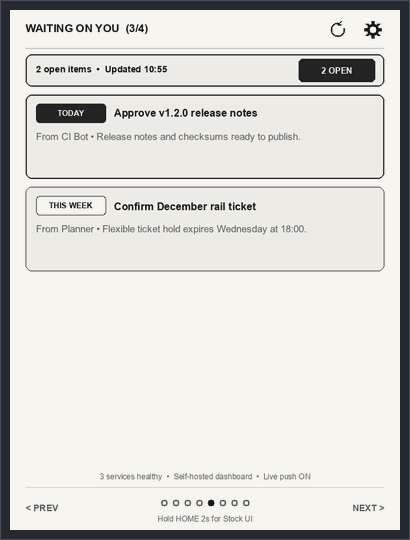 WAITING ON YOU (3/4)
2 open items • Updated 10:55
2 OPEN
TODAY
Approve v1.2.0 release notes
From CI Bot • Release notes and checksums ready to publish.
THIS WEEK
Confirm December rail ticket
From Planner • Flexible ticket hold expires Wednesday at 18:00.
3 services healthy • Self-hosted dashboard • Live push ON
< PREV
NEXT >
Hold HOME 2s for Stock UI